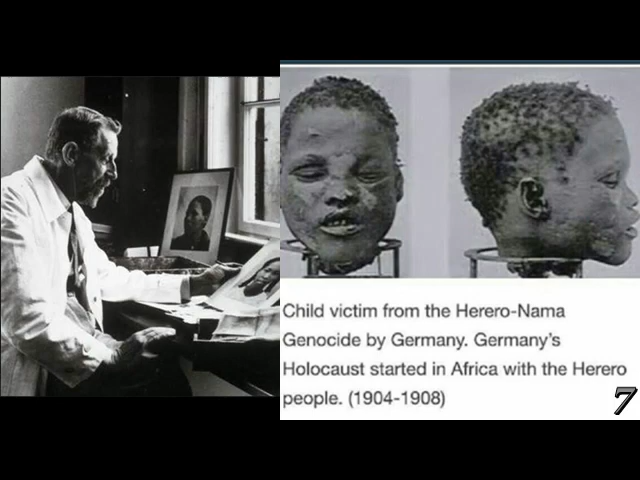 Child victim from the Herero-Nama
Genocide by Germany. Germany's
Holocaust started in Africa with the Herero
people. (1904-1908)
7